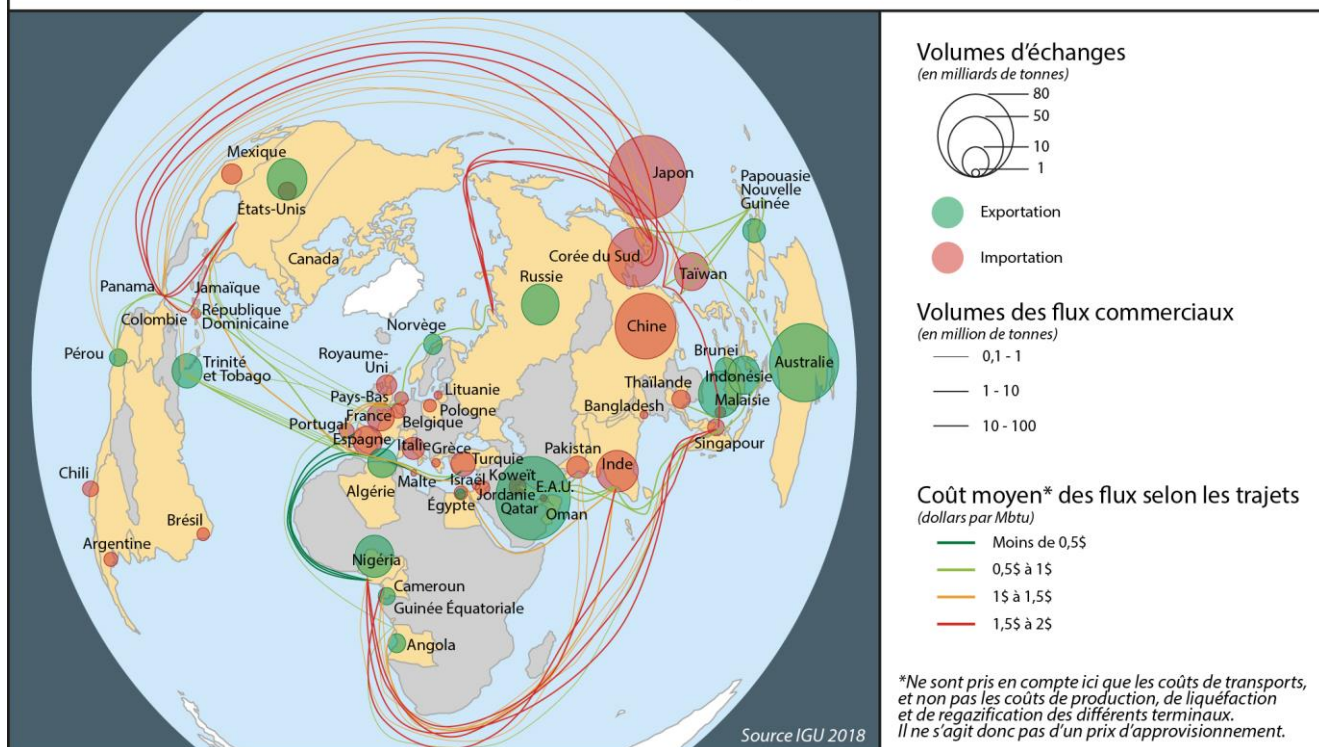 Mexique
États-Unis
Canada
Panama
Jamaïque
République
Dominicaine
Colombie
Pérou
Trinité
et Tobago
Chili
Argentine
Brésil
Norvège
Royaume-
Uni
Pays-Bas
Lituanie
Pologne
France
Belgique
Portugal
Espagne
Italie
Grèce
Turquie
Malte
Israël
Koweït
Jordanie
Égypte
Qatar
E.A.U.
Oman
Algérie
Nigéria
Cameroun
Guinée Équatoriale
Angola
Russie
Japon
Corée du Sud
Taïwan
Papouasie
Nouvelle
Guinée
Chine
Brunei
Indonésie
Thaïlande
Malaisie
Bangladesh
Singapour
Pakistan
Inde
Australie
Source IGU 2018
Volumes d'échanges
(en milliards de tonnes)
80
50
10
1
Exportation
Importation
Volumes des flux commerciaux
(en million de tonnes)
0,1 - 1
1 - 10
10 - 100
Coût moyen* des flux selon les trajets
(dollars par Mbtu)
Moins de 0,5$
0,5$ à 1$
1$ à 1,5$
1,5$ à 2$
*Ne sont pris en compte ici que les coûts de transports,
et non pas les coûts de production, de liquéfaction
et de regazification des différents terminaux.
Il ne s'agit donc pas d'un prix d'approvisionnement.